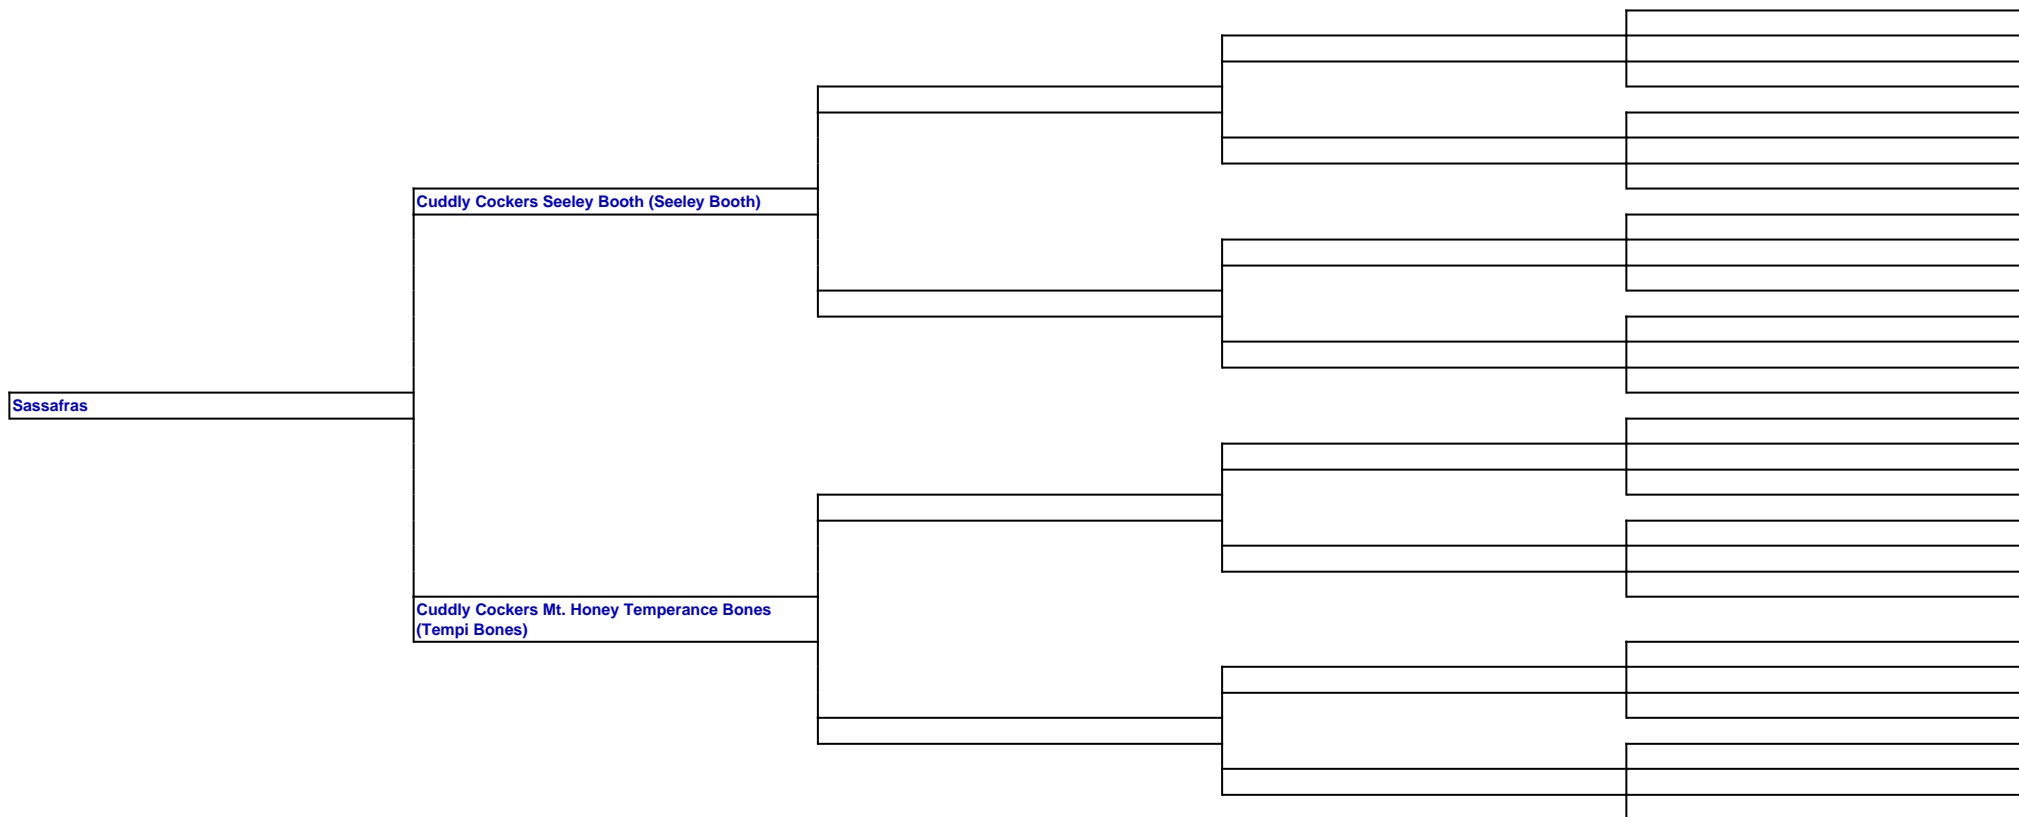 Cuddly Cockers Seeley Booth (Seeley Booth)
Sassafras
Cuddly Cockers Mt. Honey Temperance Bones
(Tempi Bones)